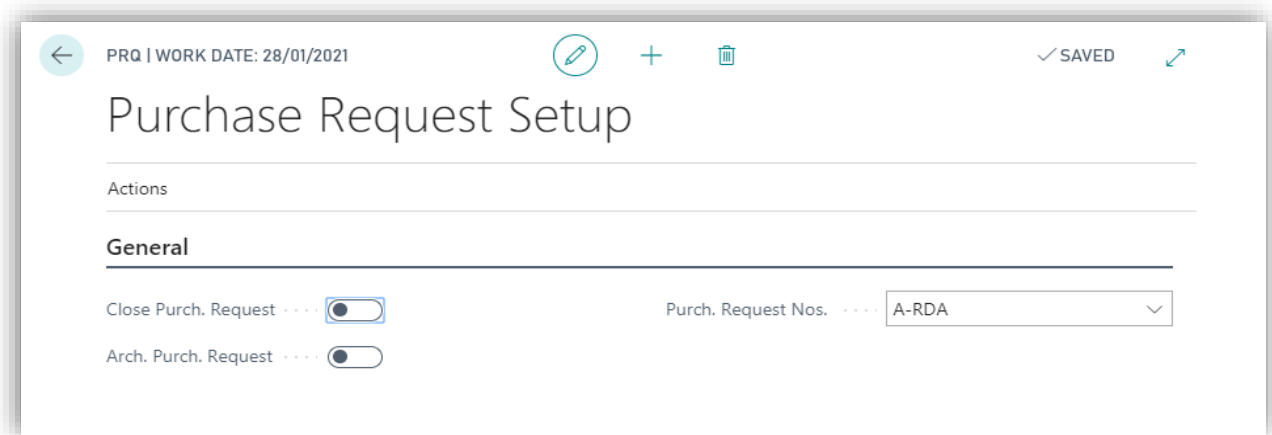 PRQ | WORK DATE: 28/01/2021
SAVED
Purchase Request Setup
Actions
General
Close Purch. Request
Purch. Request Nos.
A-RDA
Arch. Purch. Request